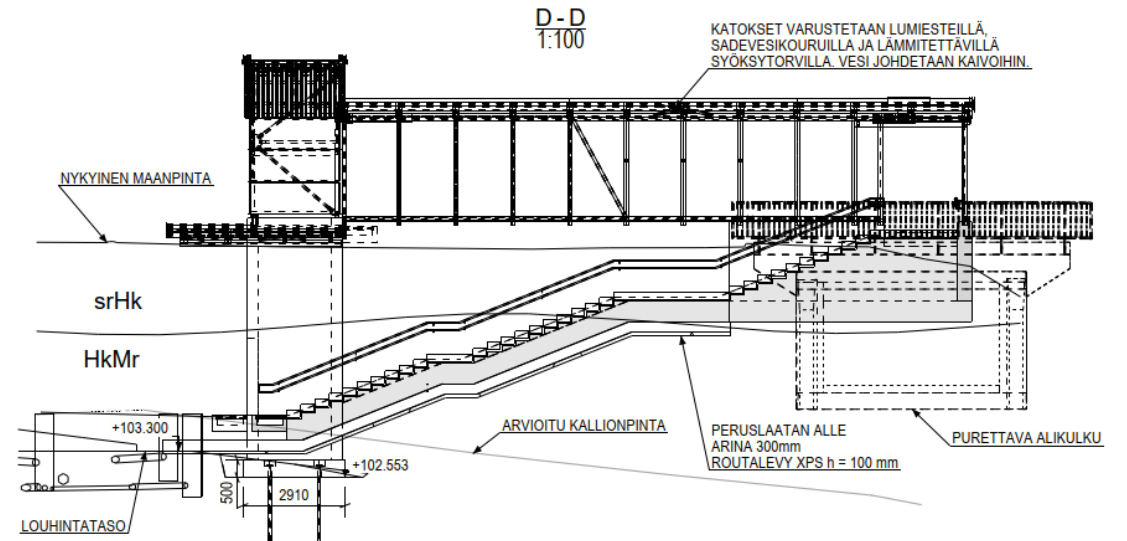 D - D
1:100
KATOKSET VARUSTETAAN LUMIESTEILLÄ,
SADEVESIKOURUILLA JA LÄMMITETTÄVILLÄ
SYÖKSYTORVILLA. VESI JOHDETAAN KAIVOIHIN.
NYKYINEN MAANPINTA
srHk
HkMr
+103.300
ARVIOITU KALLIONPINTA
PERUSLAATAN ALLE
ARINA 300mm
ROUTALEVY XPS h = 100 mm
PURETTAVA ALIKULKU
+102.553
500
2910
LOUHINTATASO